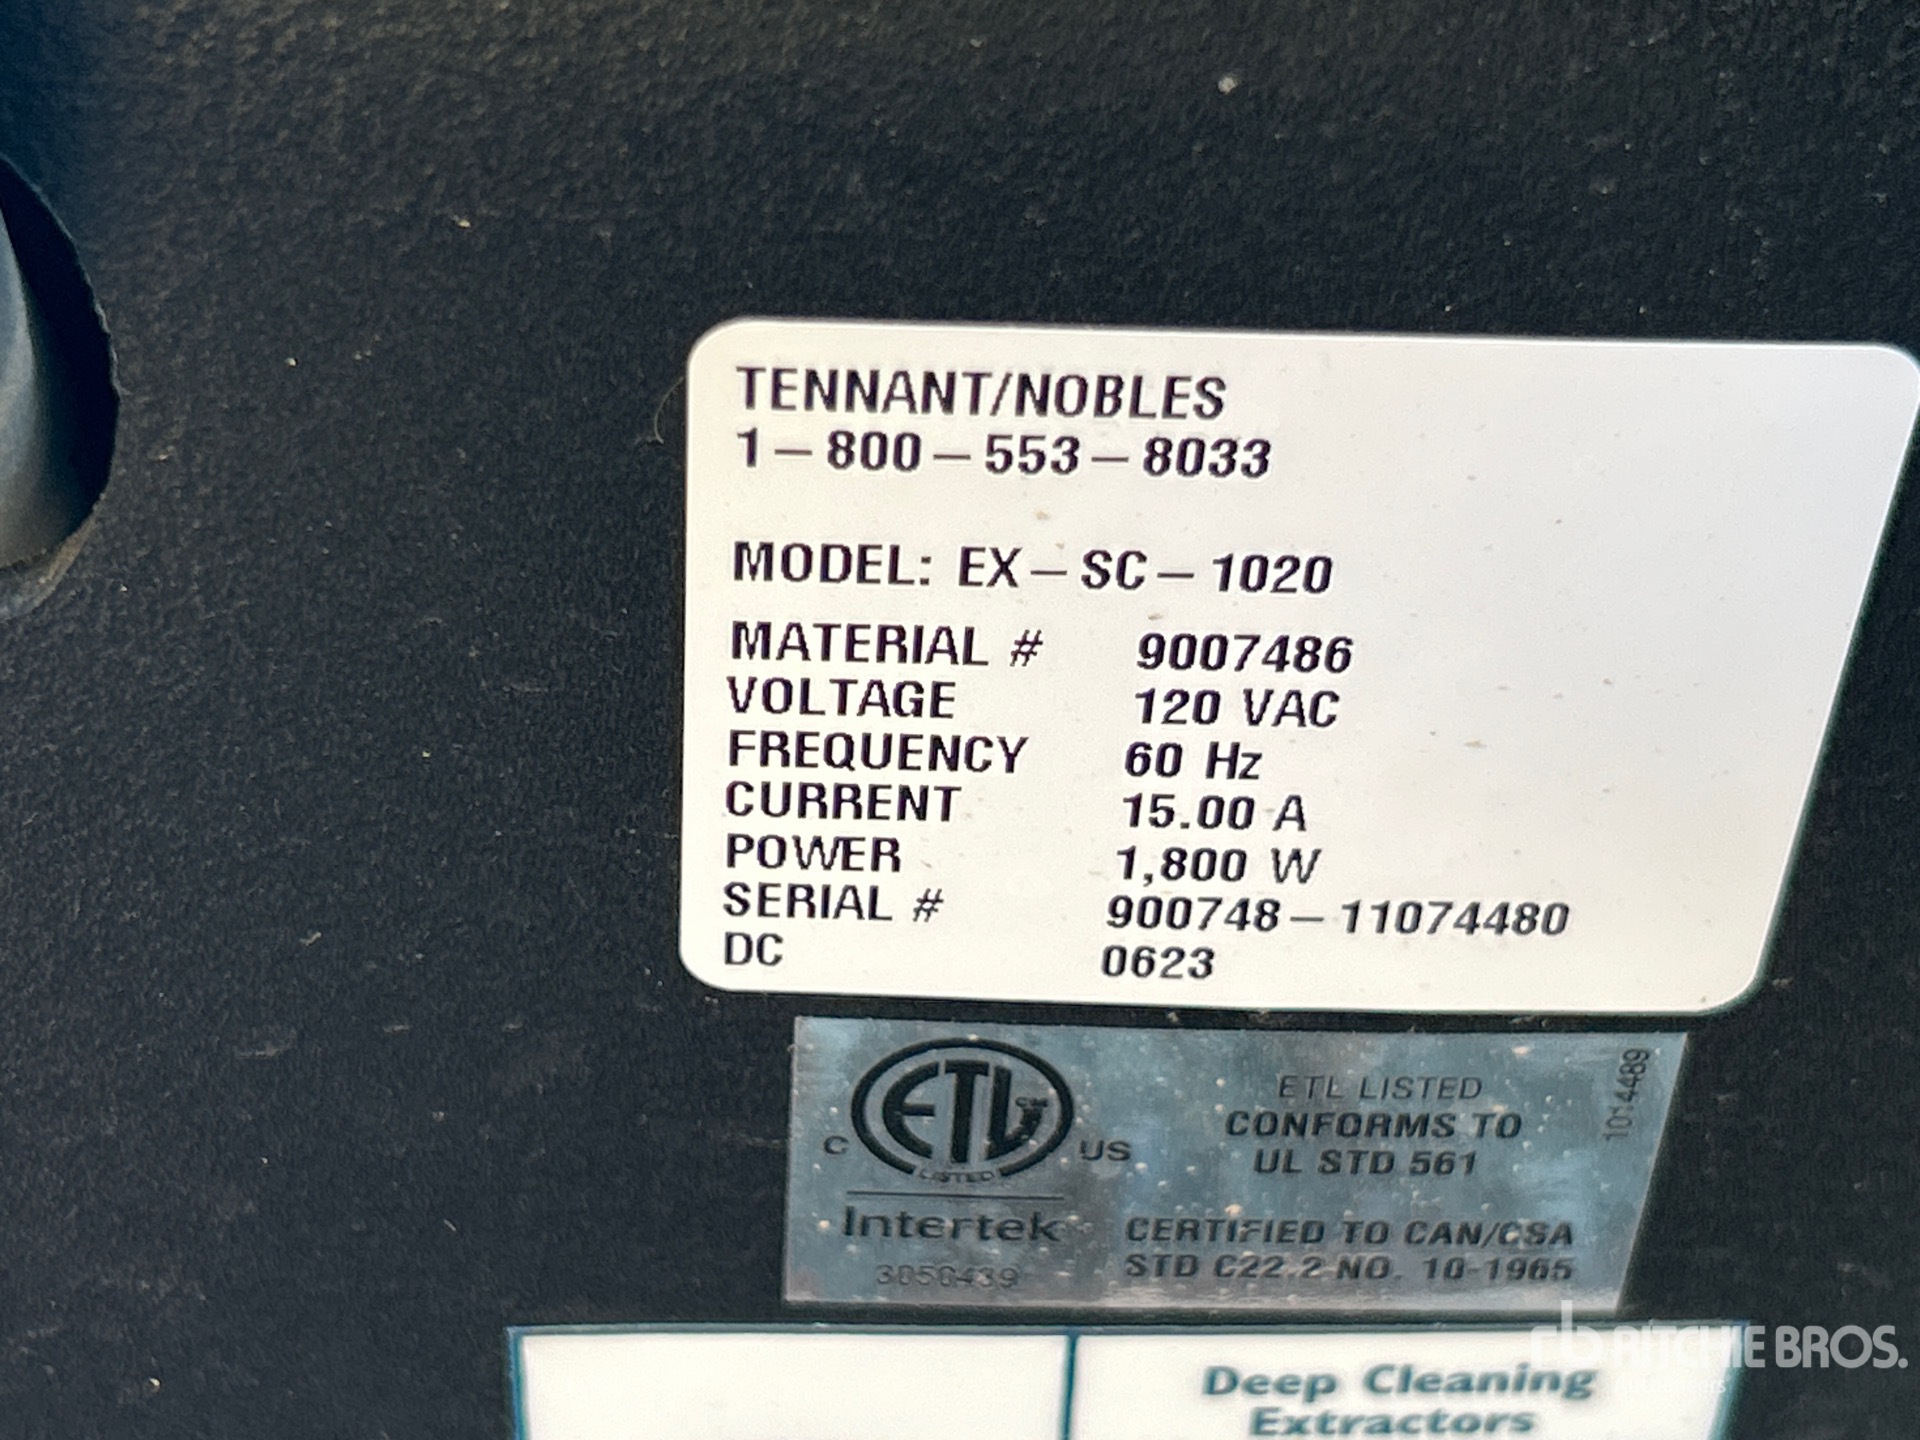 TENNANT/NOBLES
1-800-553-8033
MODEL: EX-SC-1020
MATERIAL # 9007486
VOLTAGE 120 VAC
FREQUENCY 60 Hz
CURRENT 15.00 A
POWER 1,800 W
SERIAL # 900748-11074480
DC 0623
ETL
LISTED
C US
Intertek
3050439
ETL LISTED
CONFORMS TO
UL STD 561
CERTIFIED TO CAN/CSA
STD C22.2 NO. 10-1965
1014489
Deep Cleaning
Extractors
rb RITCHIE BROS.